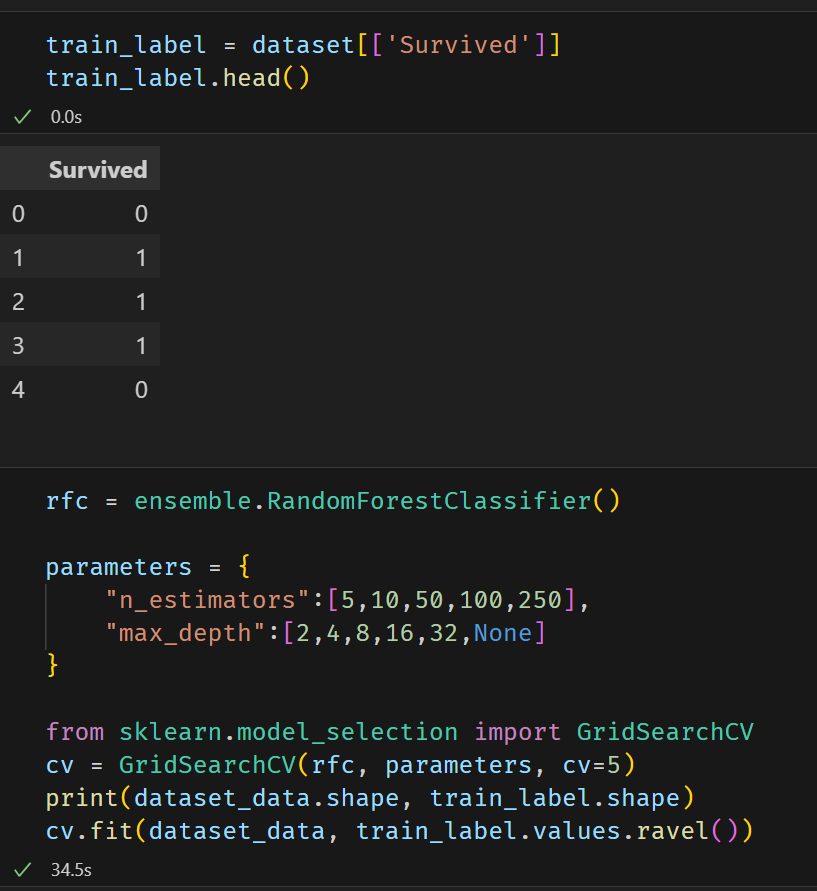 train_label = dataset[['Survived']]
train_label.head()
0.0s
Survived
0 0
1 1
2 1
3 1
4 0
rfc = ensemble.RandomForestClassifier()
parameters = {
"n_estimators":[5,10,50,100,250],
"max_depth":[2,4,8,16,32,None]
}
from sklearn.model_selection import GridSearchCV
cv = GridSearchCV(rfc, parameters, cv=5)
print(dataset_data.shape, train_label.shape)
cv.fit(dataset_data, train_label.values.ravel())
34.5s